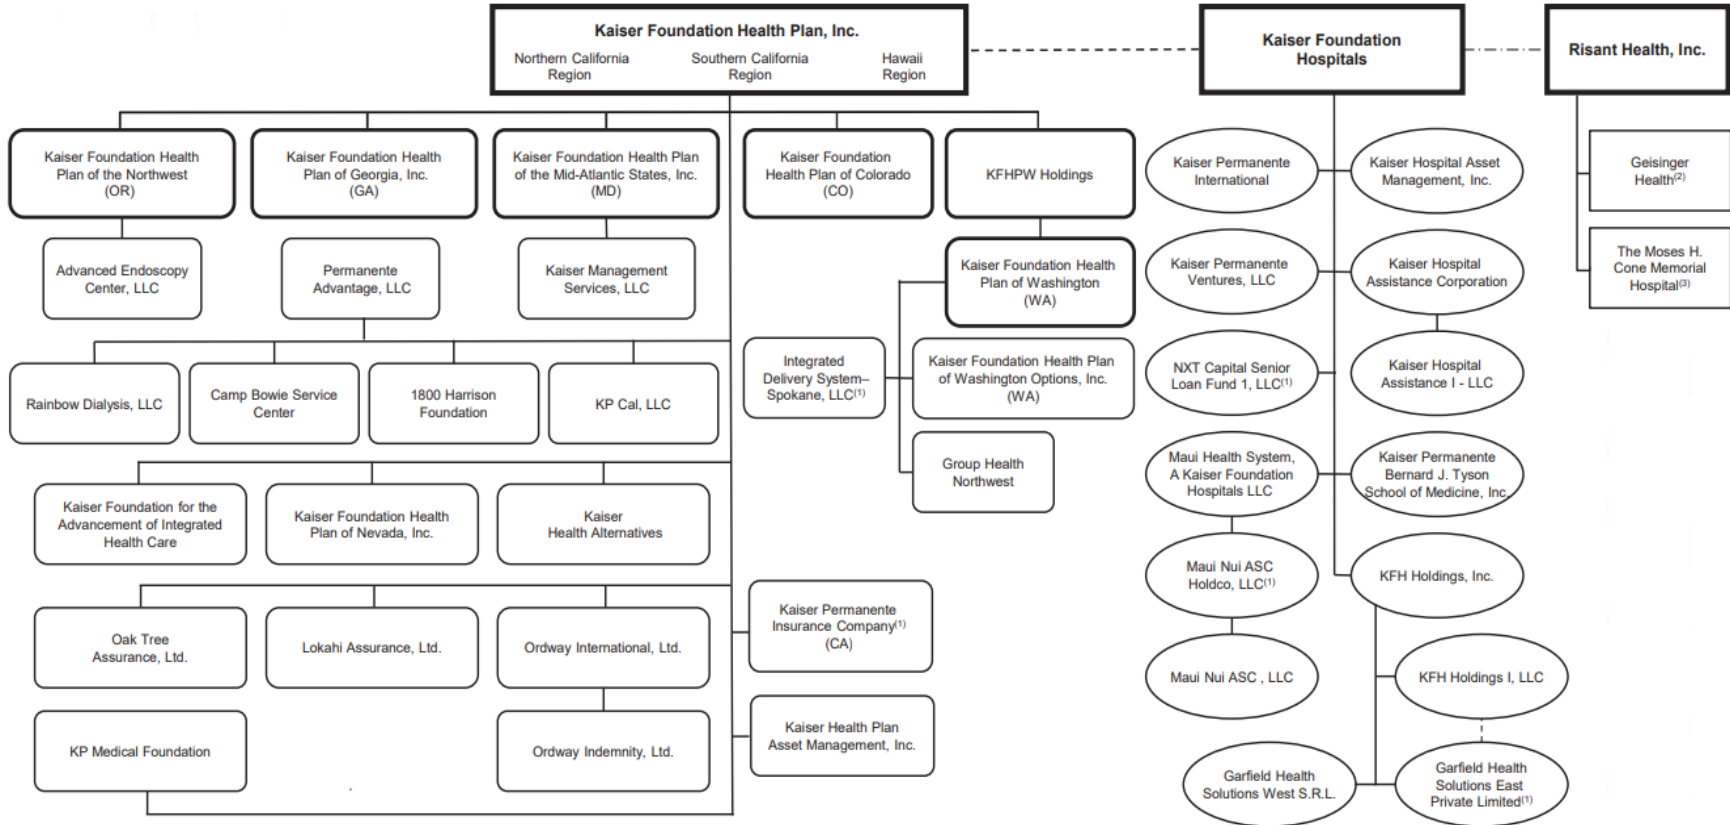 Kaiser Foundation Health Plan, Inc.
Northern California
Region
Southern California
Region
Hawaii
Region
Kaiser Foundation
Hospitals
Risant Health, Inc.
Kaiser Foundation Health
Plan of the Northwest
(OR)
Kaiser Foundation Health
Plan of Georgia, Inc.
(GA)
Kaiser Foundation Health Plan
of the Mid-Atlantic States, Inc.
(MD)
Kaiser Foundation
Health Plan of Colorado
(CO)
KFHPW Holdings
Kaiser Permanente
International
Kaiser Hospital Asset
Management, Inc.
Geisinger
Health(2)
Advanced Endoscopy
Center, LLC
Permanente
Advantage, LLC
Kaiser Management
Services, LLC
Kaiser Foundation Health
Plan of Washington
(WA)
Kaiser Permanente
Ventures, LLC
Kaiser Hospital
Assistance Corporation
The Moses H.
Cone Memorial
Hospital(3)
Rainbow Dialysis, LLC
Camp Bowie Service
Center
1800 Harrison
Foundation
KP Cal, LLC
Integrated
Delivery System–
Spokane, LLC(1)
Kaiser Foundation Health Plan
of Washington Options, Inc.
(WA)
NXT Capital Senior
Loan Fund 1, LLC(1)
Kaiser Hospital
Assistance I - LLC
Group Health
Northwest
Maui Health System,
A Kaiser Foundation
Hospitals LLC
Kaiser Permanente
Bernard J. Tyson
School of Medicine, Inc.
Kaiser Foundation for the
Advancement of Integrated
Health Care
Kaiser Foundation Health
Plan of Nevada, Inc.
Kaiser
Health Alternatives
Maui Nui ASC
Holdco, LLC(1)
KFH Holdings, Inc.
Oak Tree
Assurance, Ltd.
Lokahi Assurance, Ltd.
Ordway International, Ltd.
Kaiser Permanente
Insurance Company(1)
(CA)
Maui Nui ASC , LLC
KFH Holdings I, LLC
KP Medical Foundation
Ordway Indemnity, Ltd.
Kaiser Health Plan
Asset Management, Inc.
Garfield Health
Solutions West S.R.L.
Garfield Health
Solutions East
Private Limited(1)